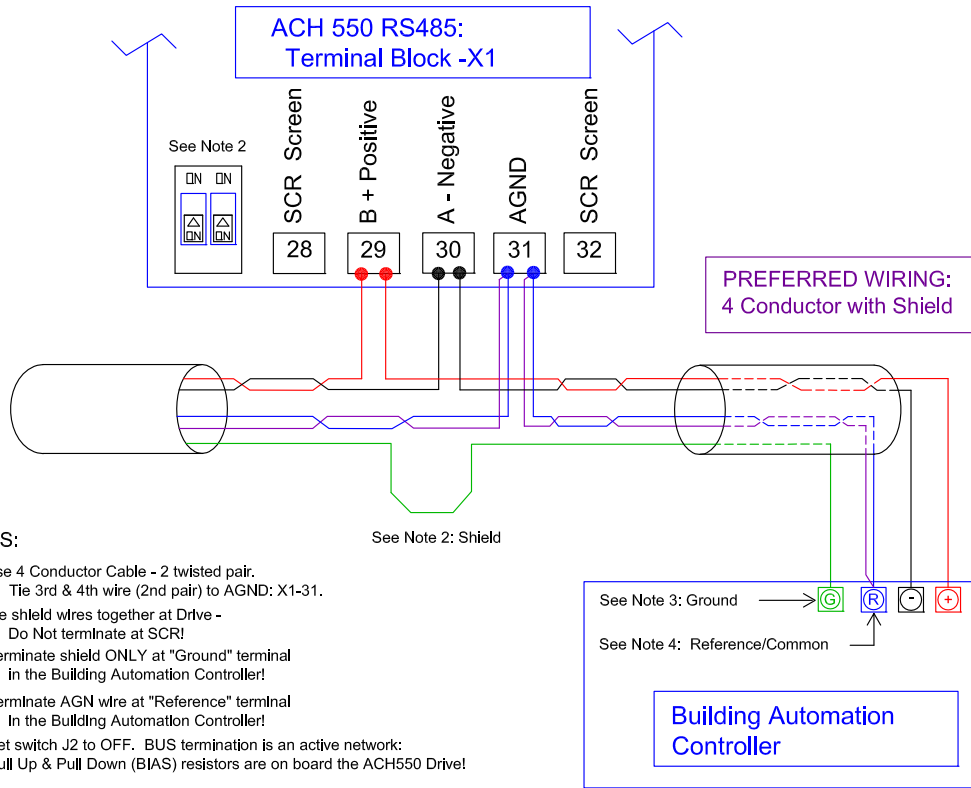 ACH 550 RS485:
Terminal Block -X1
See Note 2
ON ON
ON ON
SCR Screen
B + Positive
A - Negative
AGND
SCR Screen
28
29
30
31
32
PREFERRED WIRING:
4 Conductor with Shield
See Note 2: Shield
S:
se 4 Conductor Cable - 2 twisted pair.
Tie 3rd & 4th wire (2nd pair) to AGND: X1-31.
e shield wires together at Drive -
Do Not terminate at SCR!
erminate shield ONLY at "Ground" terminal
in the Building Automation Controller!
erminate AGN wire at "Reference" terminal
In the Building Automation Controller!
et switch J2 to OFF. BUS termination is an active network:
ull Up & Pull Down (BIAS) resistors are on board the ACH550 Drive!
See Note 3: Ground
G R - +
See Note 4: Reference/Common
Building Automation
Controller